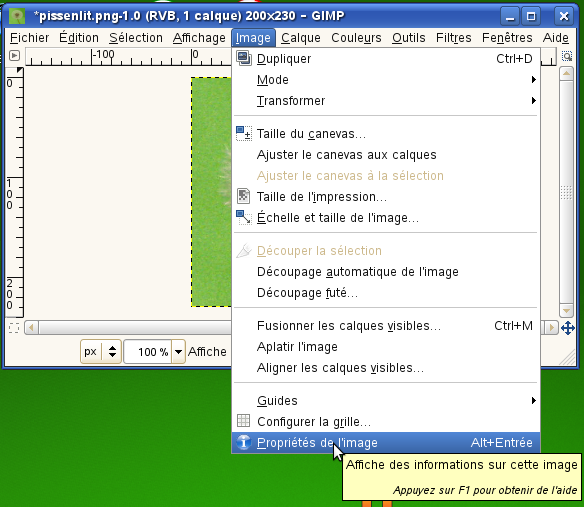 *pissenlit.png-1.0 (RVB, 1 calque) 200x230 – GIMP
Fichier Édition Sélection Affichage Image Calque Couleurs Outils Filtres Fenêtres Aide
-100 0
0
100
200
Dupliquer Ctrl+D
Mode
Transformer
Taille du canevas...
Ajuster le canevas aux calques
Ajuster le canevas à la sélection
Taille de l'impression...
Échelle et taille de l'image...
Découper la sélection
Découpage automatique de l'image
Découpage futé...
Fusionner les calques visibles... Ctrl+M
Aplatir l'image
Aligner les calques visibles...
Guides
Configurer la grille...
Propriétés de l'image Alt+Entrée
px 100 % Affiche
Affiche des informations sur cette image
Appuyez sur F1 pour obtenir de l'aide